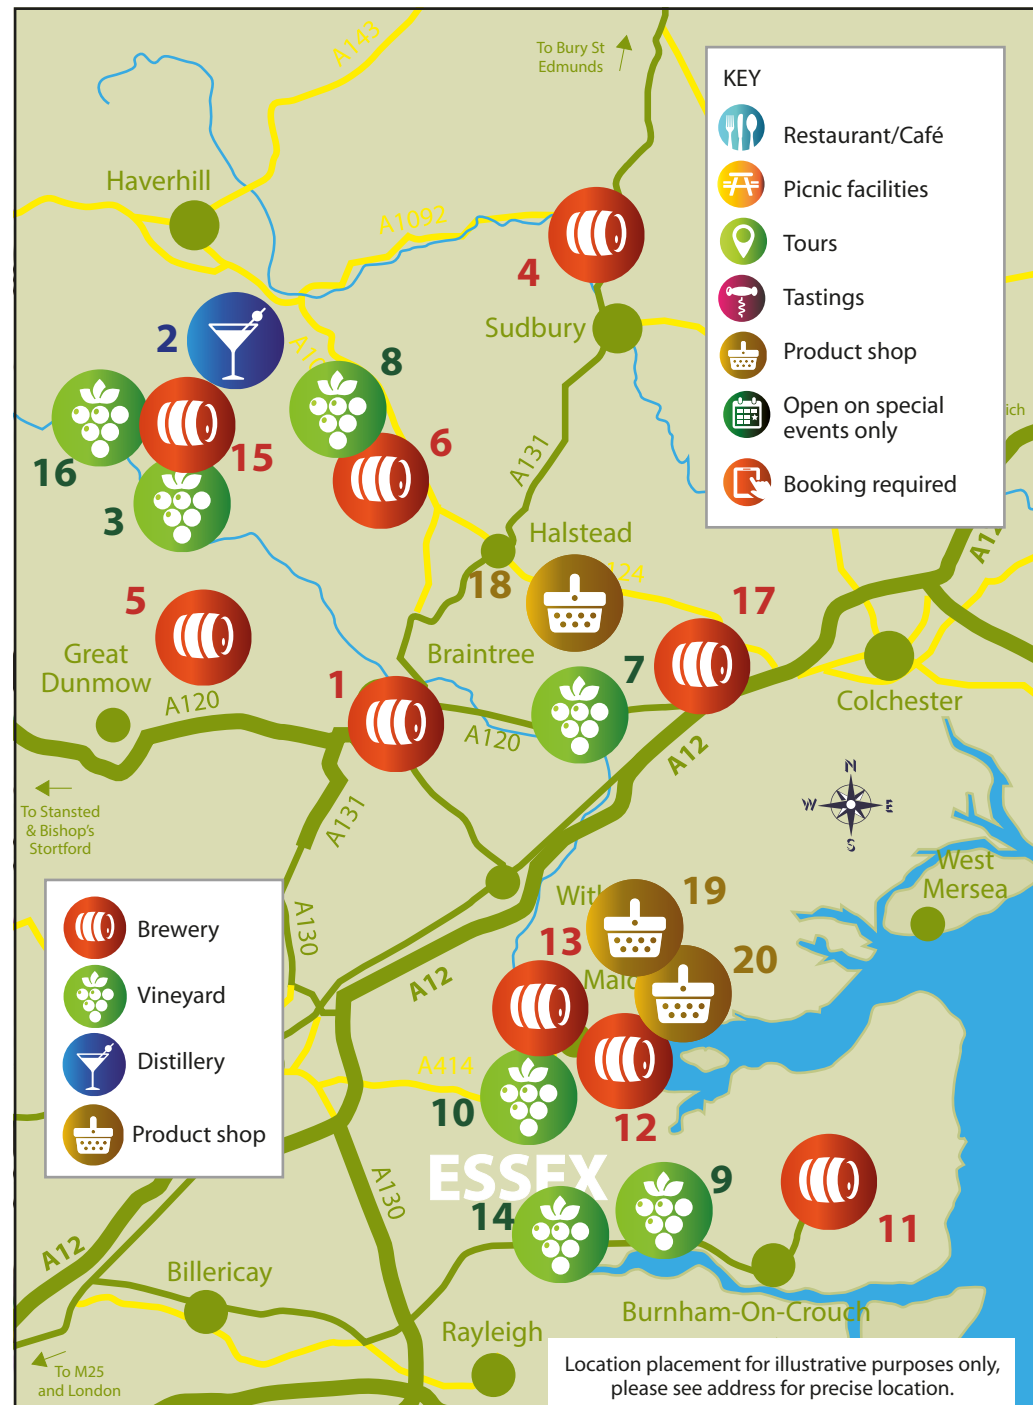 A143
To Bury St
Edmunds
KEY
Restaurant/Café
Picnic facilities
Tours
Tastings
Product shop
Open on special
events only
Booking required
Haverhill
A1092
4
Sudbury
2
8
16
15
6
3
A131
Halstead
18
17
5
Great
Dunmow
A120
1
Braintree
7
A120
A12
Colchester
N
W
E
S
To Stansted
& Bishop's
Stortford
A131
West
Mersea
Brewery
Vineyard
Distillery
Product shop
A130
A12
19
13
20
A414
10
12
ESSEX
9
14
11
A130
A12
Billericay
Burnham-On-Crouch
Rayleigh
To M25
and London
Location placement for illustrative purposes only,
please see address for precise location.